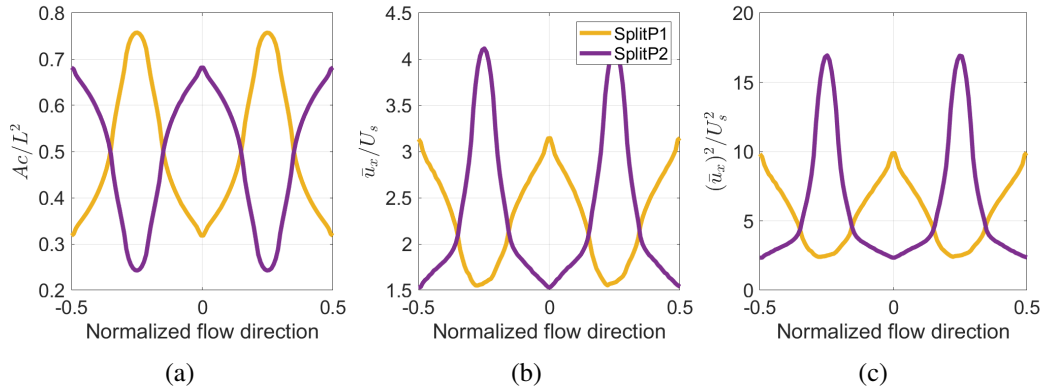 0.8
0.7
0.6
0.5
0.4
0.3
0.2
Ac/L²
-0.5 0 0.5
Normalized flow direction
(a)
4.5
4
3.5
3
2.5
2
1.5
ū_x/U_s
SplitP1
SplitP2
-0.5 0 0.5
Normalized flow direction
(b)
20
15
10
5
0
(ū_x)²/U_s²
-0.5 0 0.5
Normalized flow direction
(c)